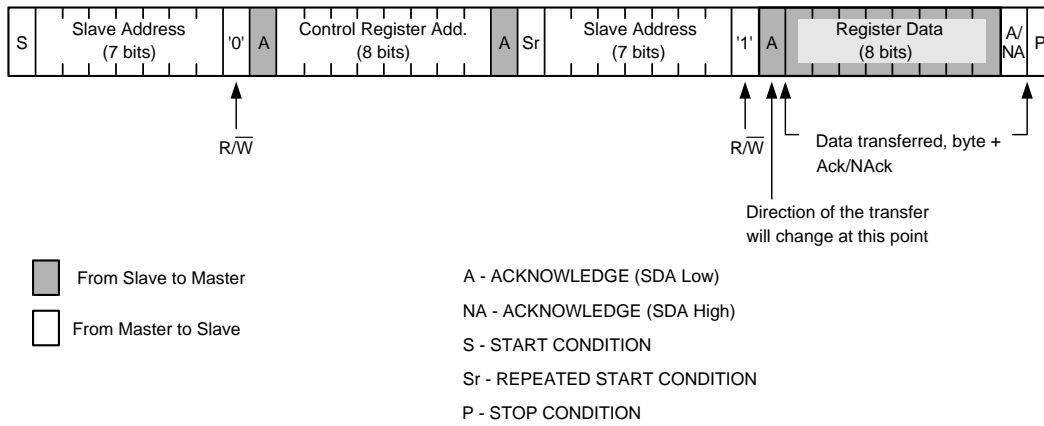 S Slave Address (7 bits) '0' A Control Register Add. (8 bits) A Sr Slave Address (7 bits) '1' A Register Data (8 bits) A/NA P
R/W̅ R/W̅
Data transferred, byte +
Ack/NAck
Direction of the transfer
will change at this point
From Slave to Master
From Master to Slave
A - ACKNOWLEDGE (SDA Low)
NA - ACKNOWLEDGE (SDA High)
S - START CONDITION
Sr - REPEATED START CONDITION
P - STOP CONDITION